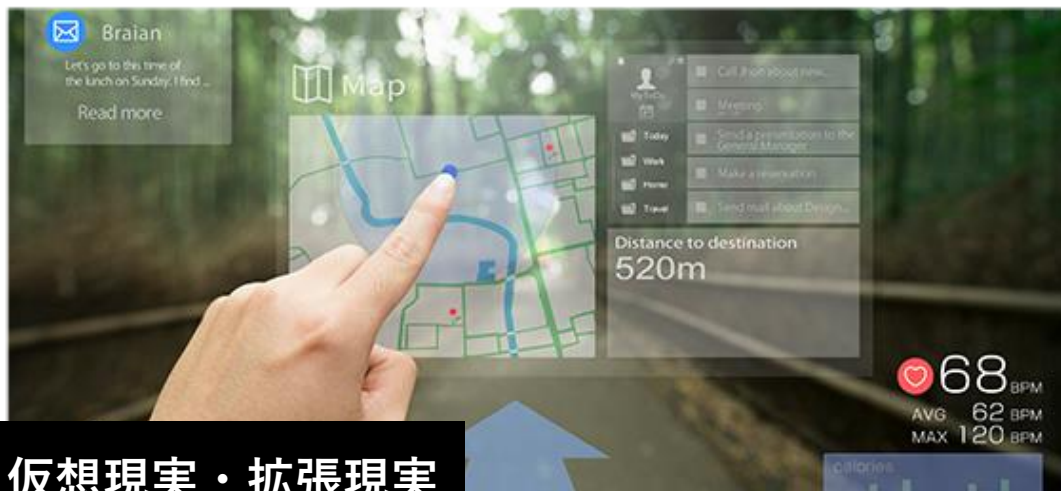 Braian
Let's go to this time of
the lunch on Sunday. I find ...
Read more
Map
My ToDo
Today
Work
Home
Travel
Call Jhon about new...
Meeting
Send a presentation to the
General Manager
Make a reservation
Send mail about Design...
Distance to destination
520m
68 BPM
AVG 62 BPM
MAX 120 BPM
calories
仮想現実・拡張現実